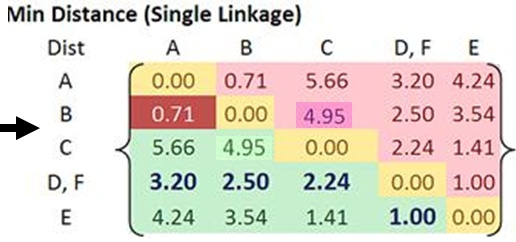 Min Distance (Single Linkage)
Dist A B C D, F E
A 0.00 0.71 5.66 3.20 4.24
B 0.71 0.00 4.95 2.50 3.54
C 5.66 4.95 0.00 2.24 1.41
D, F 3.20 2.50 2.24 0.00 1.00
E 4.24 3.54 1.41 1.00 0.00